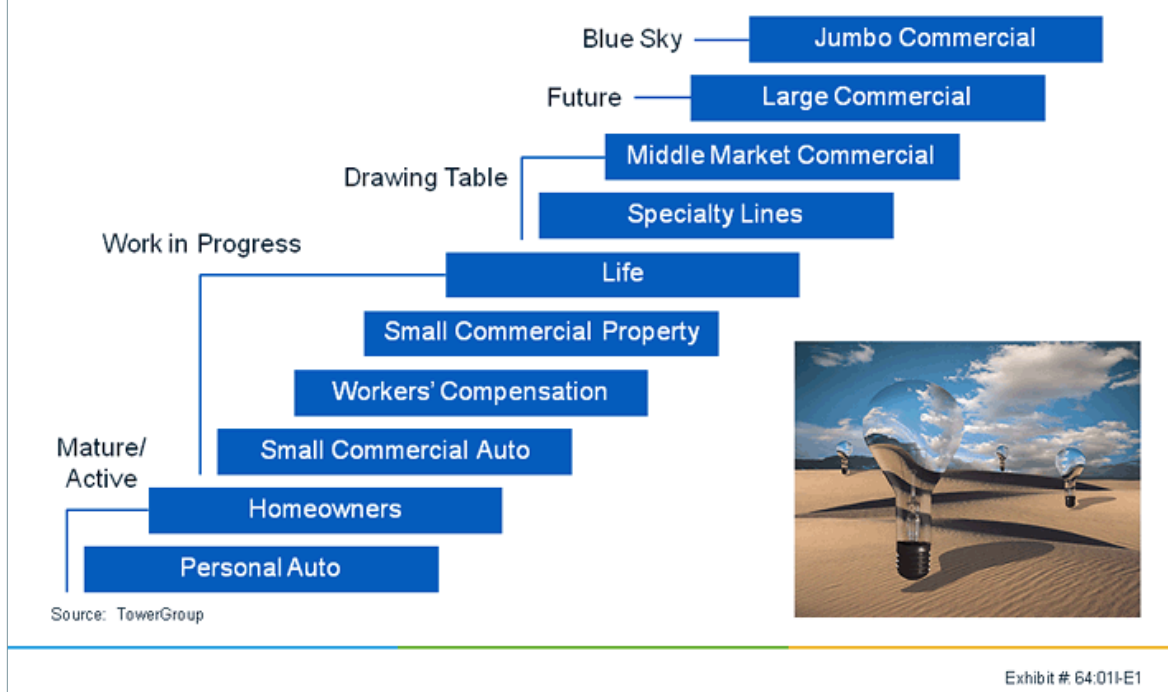 Blue Sky
Jumbo Commercial
Future
Large Commercial
Middle Market Commercial
Drawing Table
Specialty Lines
Work in Progress
Life
Small Commercial Property
Workers' Compensation
Mature/
Active
Small Commercial Auto
Homeowners
Personal Auto
Source: TowerGroup
Exhibit #: 64:01I-E1